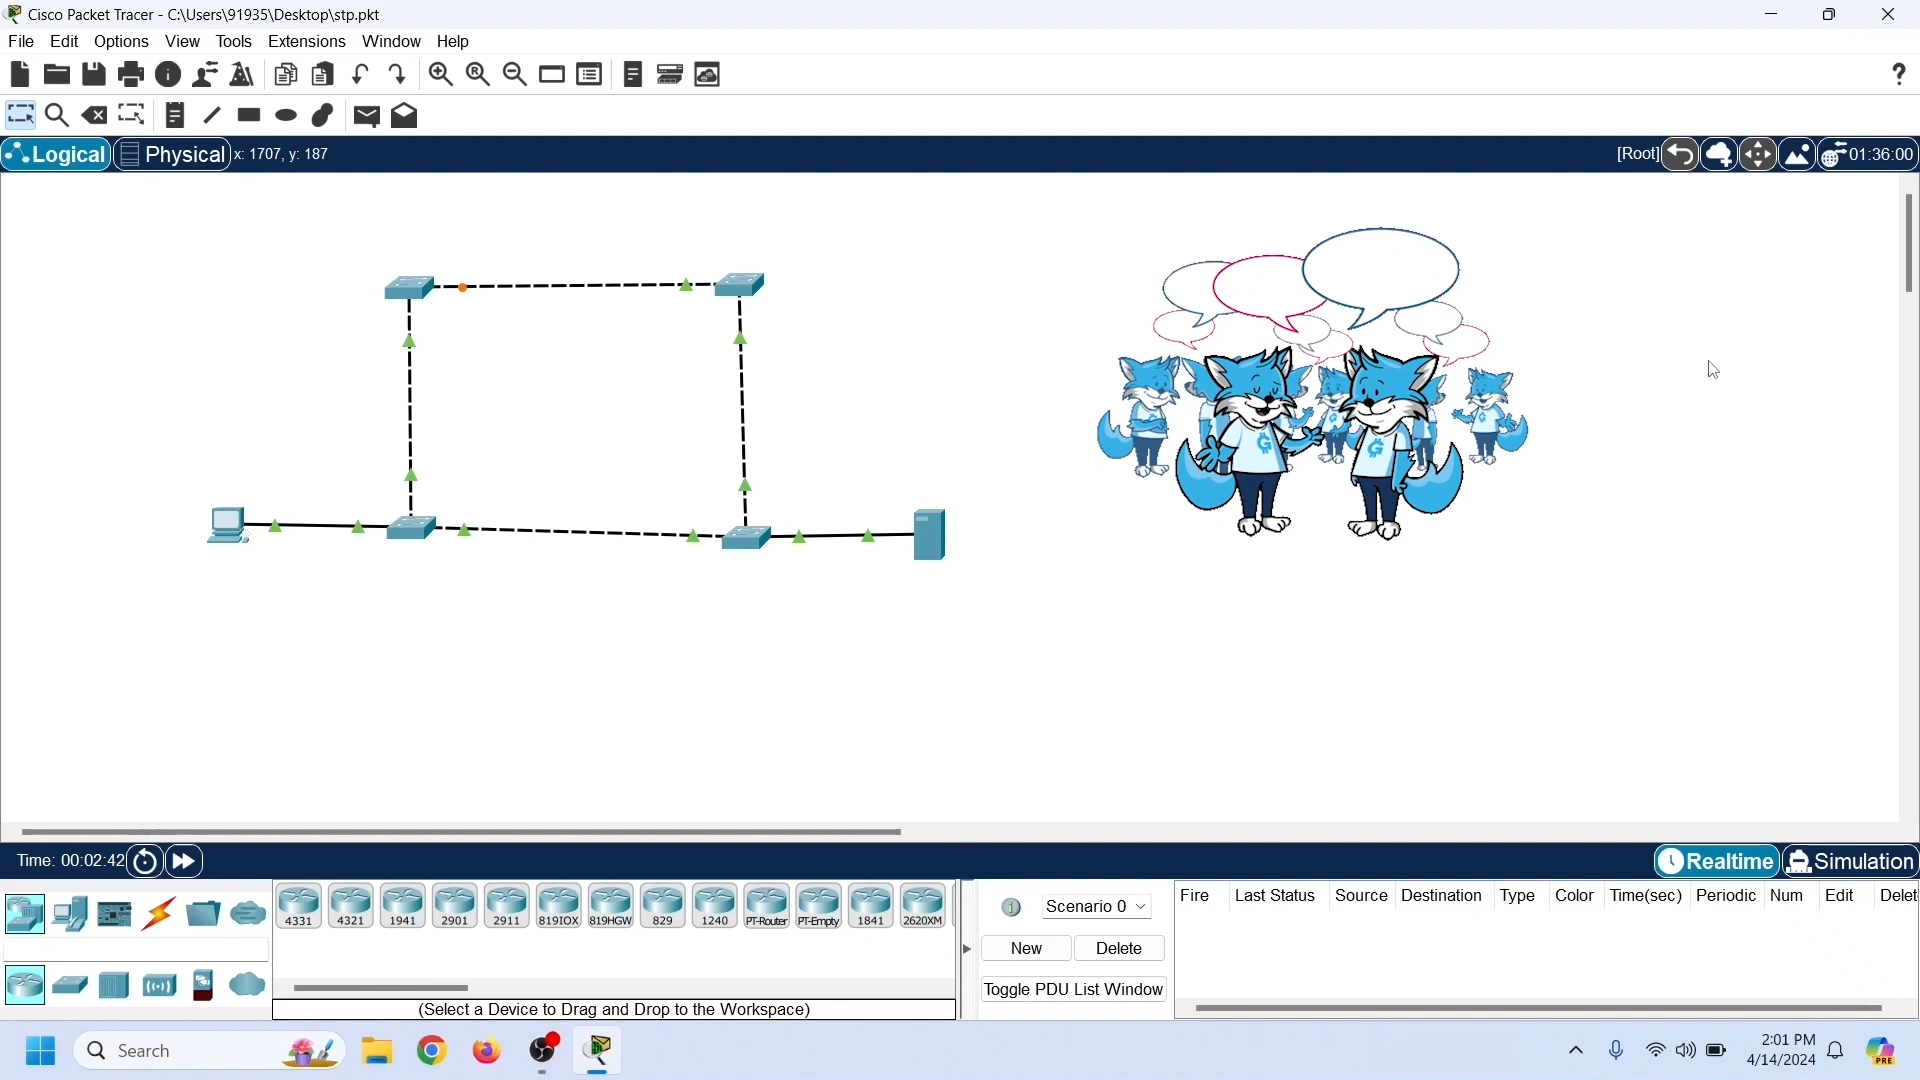 Cisco Packet Tracer - C:\Users\91935\Desktop\stp.pkt
File Edit Options View Tools Extensions Window Help
Logical Physical x: 1707, y: 187 [Root] 01:36:00
G G
Time: 00:02:42 Realtime Simulation
4331 4321 1941 2901 2911 819IOX 819HGW 829 1240 PT-Router PT-Empty 1841 2620XM
(Select a Device to Drag and Drop to the Workspace)
Scenario 0
New Delete
Toggle PDU List Window
Fire Last Status Source Destination Type Color Time(sec) Periodic Num Edit Delet
Search
2:01 PM
4/14/2024
PRE